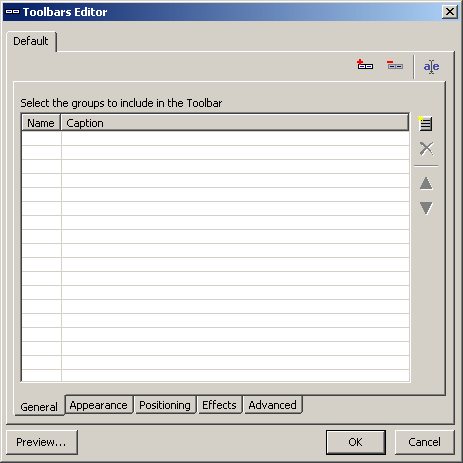 Toolbars Editor
Default
a e
Select the groups to include in the Toolbar
Name Caption
General Appearance Positioning Effects Advanced
Preview... OK Cancel